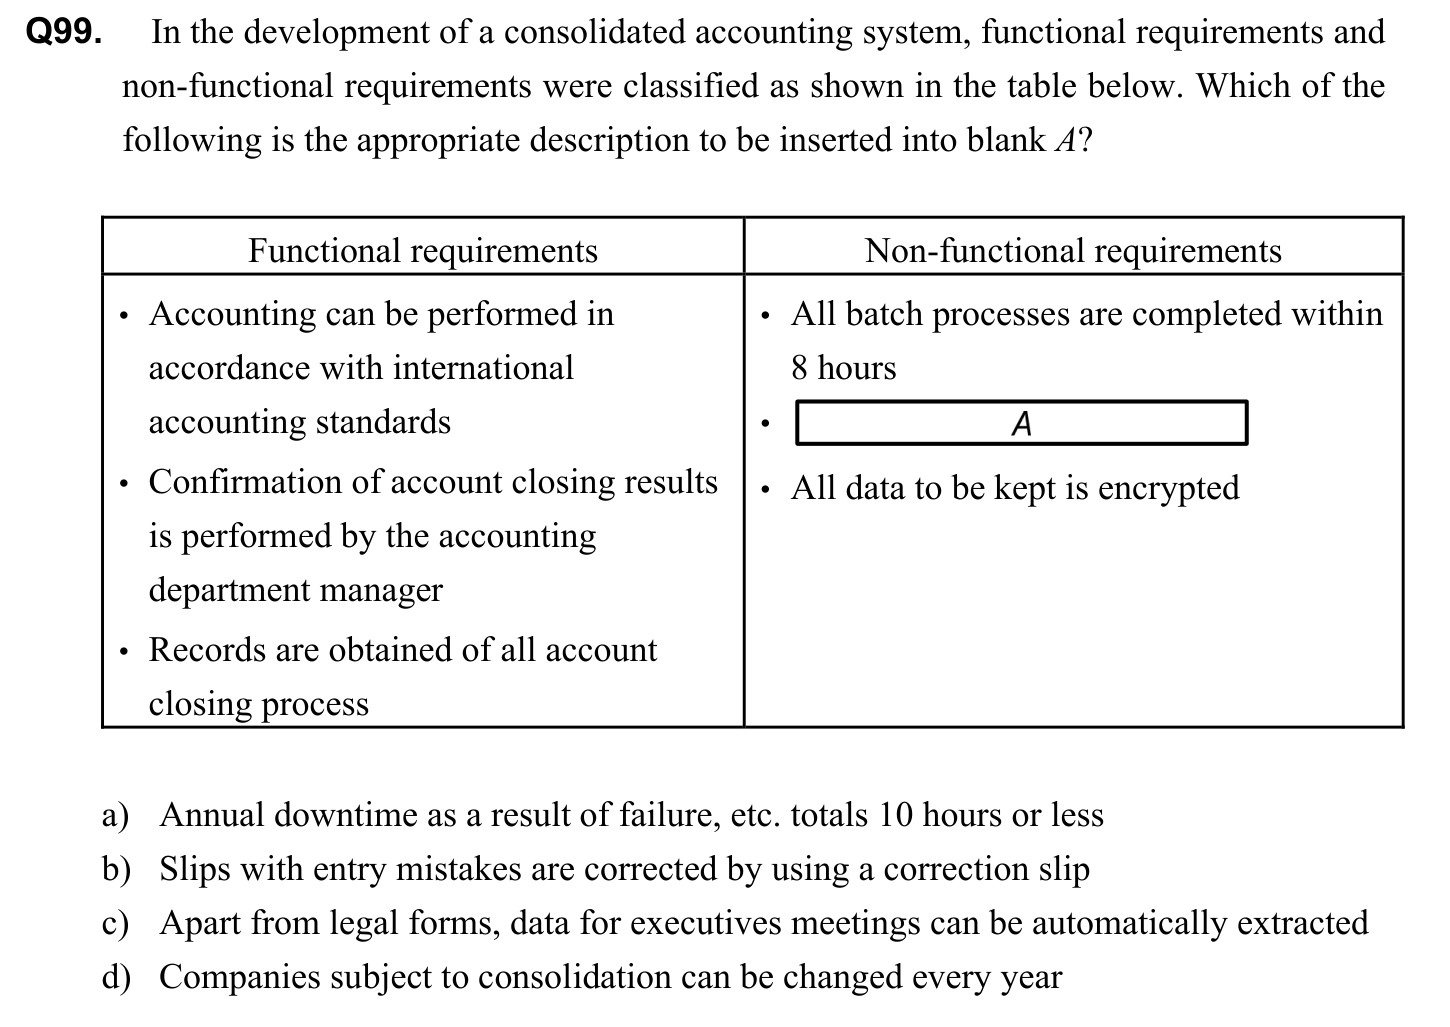 Q99. In the development of a consolidated accounting system, functional requirements and
non-functional requirements were classified as shown in the table below. Which of the
following is the appropriate description to be inserted into blank A?
Functional requirements
• Accounting can be performed in
accordance with international
accounting standards
• Confirmation of account closing results
is performed by the accounting
department manager
• Records are obtained of all account
closing process
Non-functional requirements
• All batch processes are completed within
8 hours
• A
• All data to be kept is encrypted
a) Annual downtime as a result of failure, etc. totals 10 hours or less
b) Slips with entry mistakes are corrected by using a correction slip
c) Apart from legal forms, data for executives meetings can be automatically extracted
d) Companies subject to consolidation can be changed every year